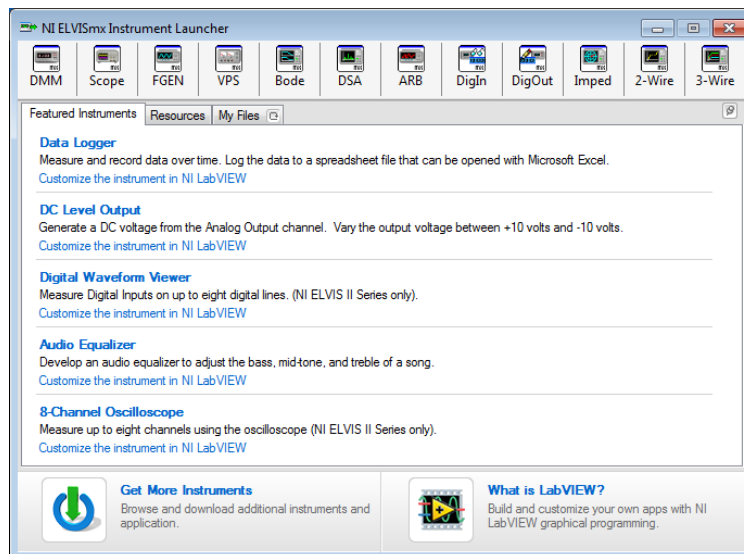 NI ELVISmx Instrument Launcher
DMM Scope FGEN VPS Bode DSA ARB DigIn DigOut Imped 2-Wire 3-Wire
Featured Instruments Resources My Files
Data Logger
Measure and record data over time. Log the data to a spreadsheet file that can be opened with Microsoft Excel.
Customize the instrument in NI LabVIEW
DC Level Output
Generate a DC voltage from the Analog Output channel. Vary the output voltage between +10 volts and -10 volts.
Customize the instrument in NI LabVIEW
Digital Waveform Viewer
Measure Digital Inputs on up to eight digital lines. (NI ELVIS II Series only).
Customize the instrument in NI LabVIEW
Audio Equalizer
Develop an audio equalizer to adjust the bass, mid-tone, and treble of a song.
Customize the instrument in NI LabVIEW
8-Channel Oscilloscope
Measure up to eight channels using the oscilloscope (NI ELVIS II Series only).
Customize the instrument in NI LabVIEW
Get More Instruments
Browse and download additional instruments and
application.
What is LabVIEW?
Build and customize your own apps with NI
LabVIEW graphical programming.